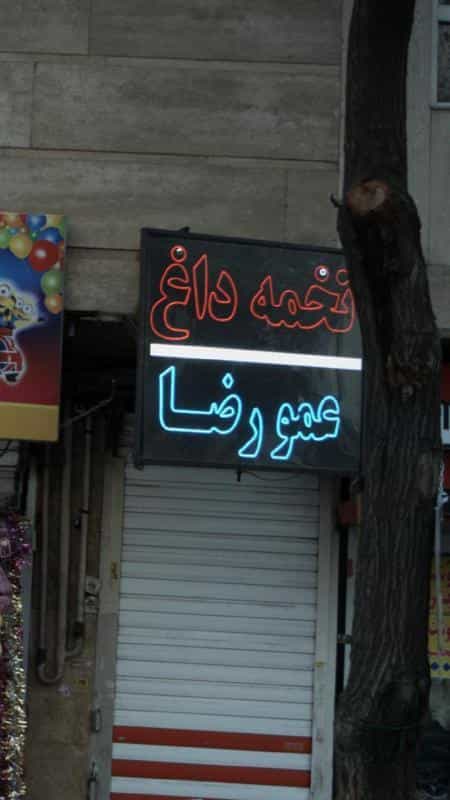 تخمه داغ
عمو رضا